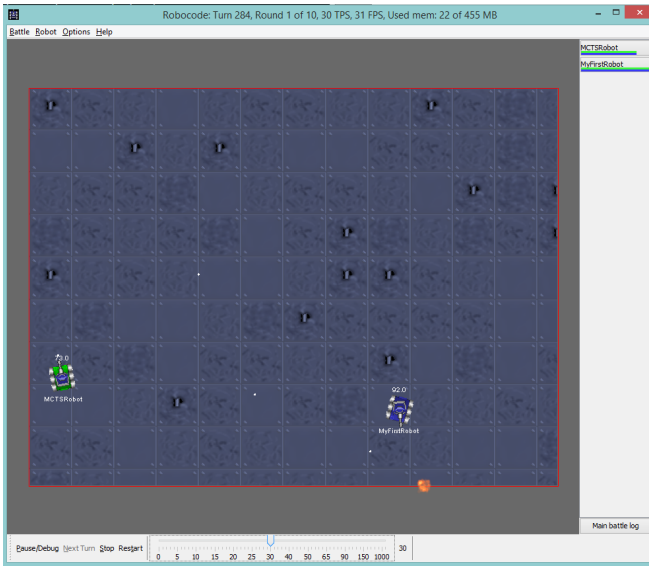 Robocode: Turn 284, Round 1 of 10, 30 TPS, 31 FPS, Used mem: 22 of 455 MB
Battle Robot Options Help
MCTSRobot
MyFirstRobot
73.0
MCTSRobot
92.0
MyFirstRobot
Main battle log
Pause/Debug Next Turn Stop Restart 0 5 10 15 20 25 30 40 50 65 90 150 1000 30